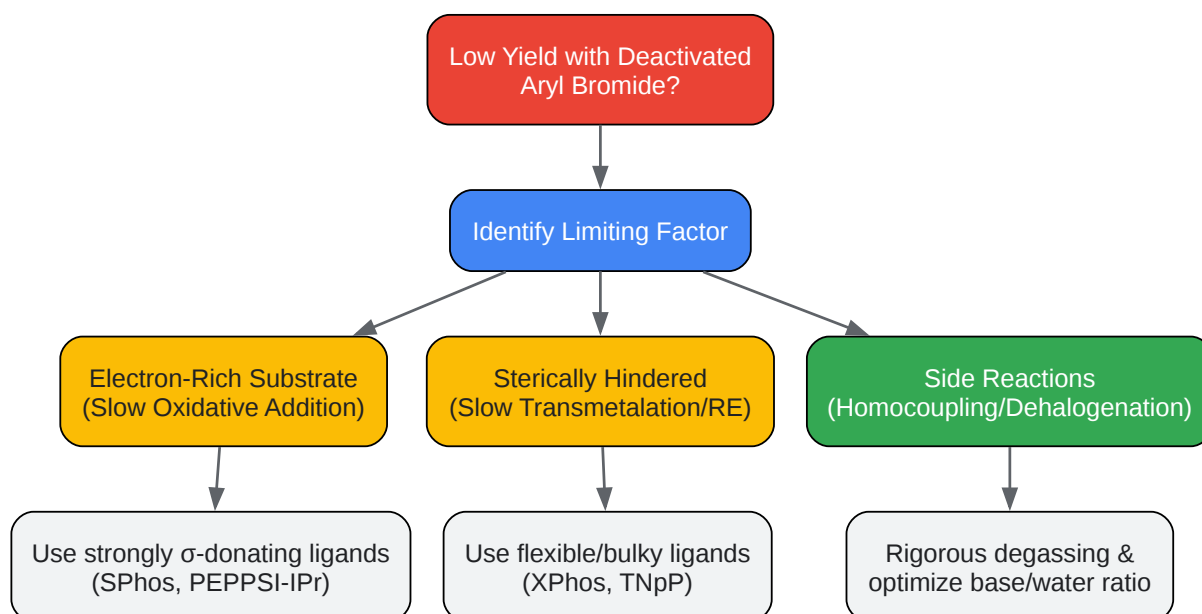 Low Yield with Deactivated
Aryl Bromide?
Identify Limiting Factor
Electron-Rich Substrate
(Slow Oxidative Addition)
Sterically Hindered
(Slow Transmetalation/RE)
Side Reactions
(Homocoupling/Dehalogenation)
Use strongly σ-donating ligands
(SPhos, PEPPSI-IPr)
Use flexible/bulky ligands
(XPhos, TNpP)
Rigorous degassing &
optimize base/water ratio